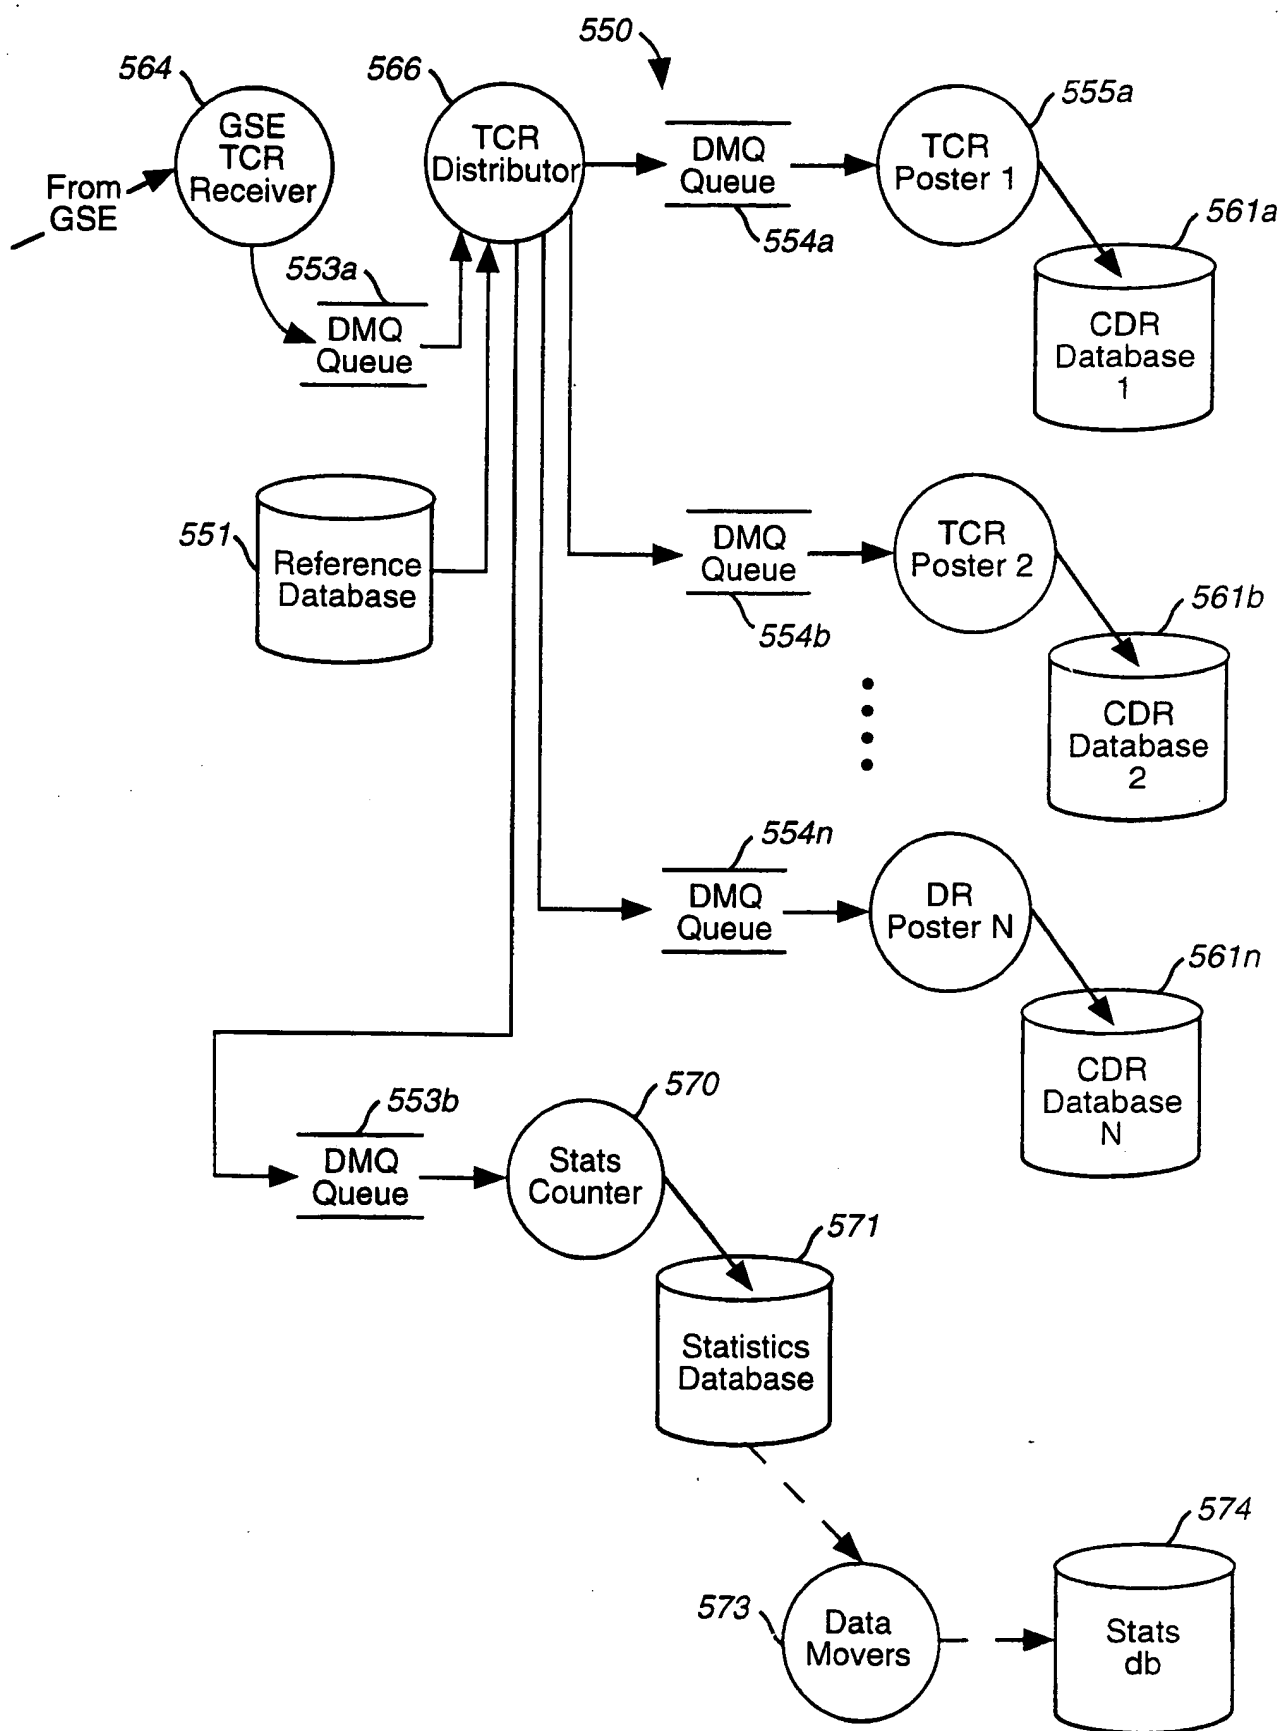 550
564
566
555a
GSE
TCR
Receiver
TCR
Distributor
DMQ
Queue
TCR
Poster 1
From
GSE
554a
561a
553a
DMQ
Queue
CDR
Database
1
551
Reference
Database
DMQ
Queue
TCR
Poster 2
554b
561b
CDR
Database
2
554n
DMQ
Queue
DR
Poster N
561n
CDR
Database
N
553b
570
DMQ
Queue
Stats
Counter
571
Statistics
Database
574
573
Data
Movers
Stats
db